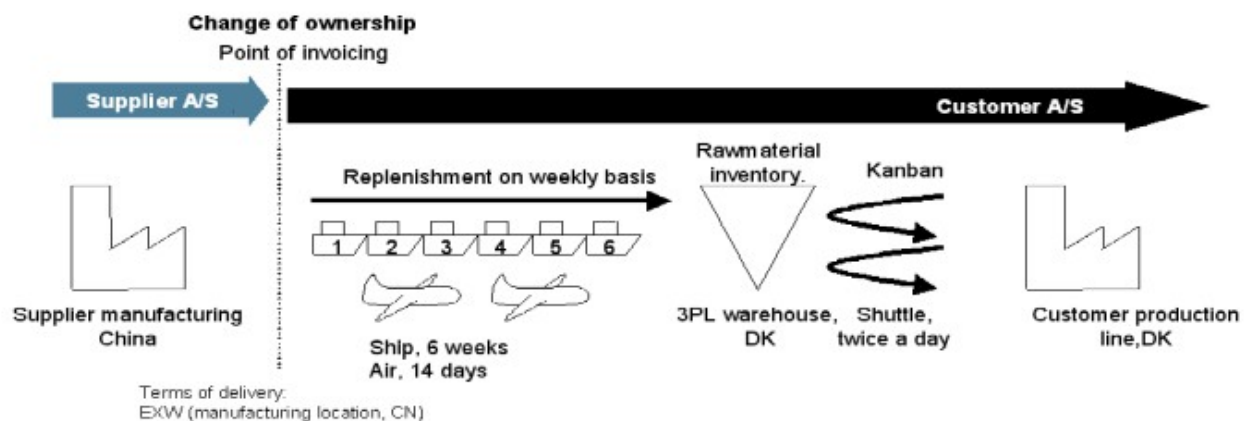 Change of ownership
Point of invoicing
Supplier A/S
Customer A/S
Replenishment on weekly basis
Rawmaterial
inventory.
Kanban
1 2 3 4 5 6
Supplier manufacturing
China
Ship, 6 weeks
Air, 14 days
3PL warehouse,
DK
Shuttle,
twice a day
Customer production
line,DK
Terms of delivery:
EXW (manufacturing location, CN)